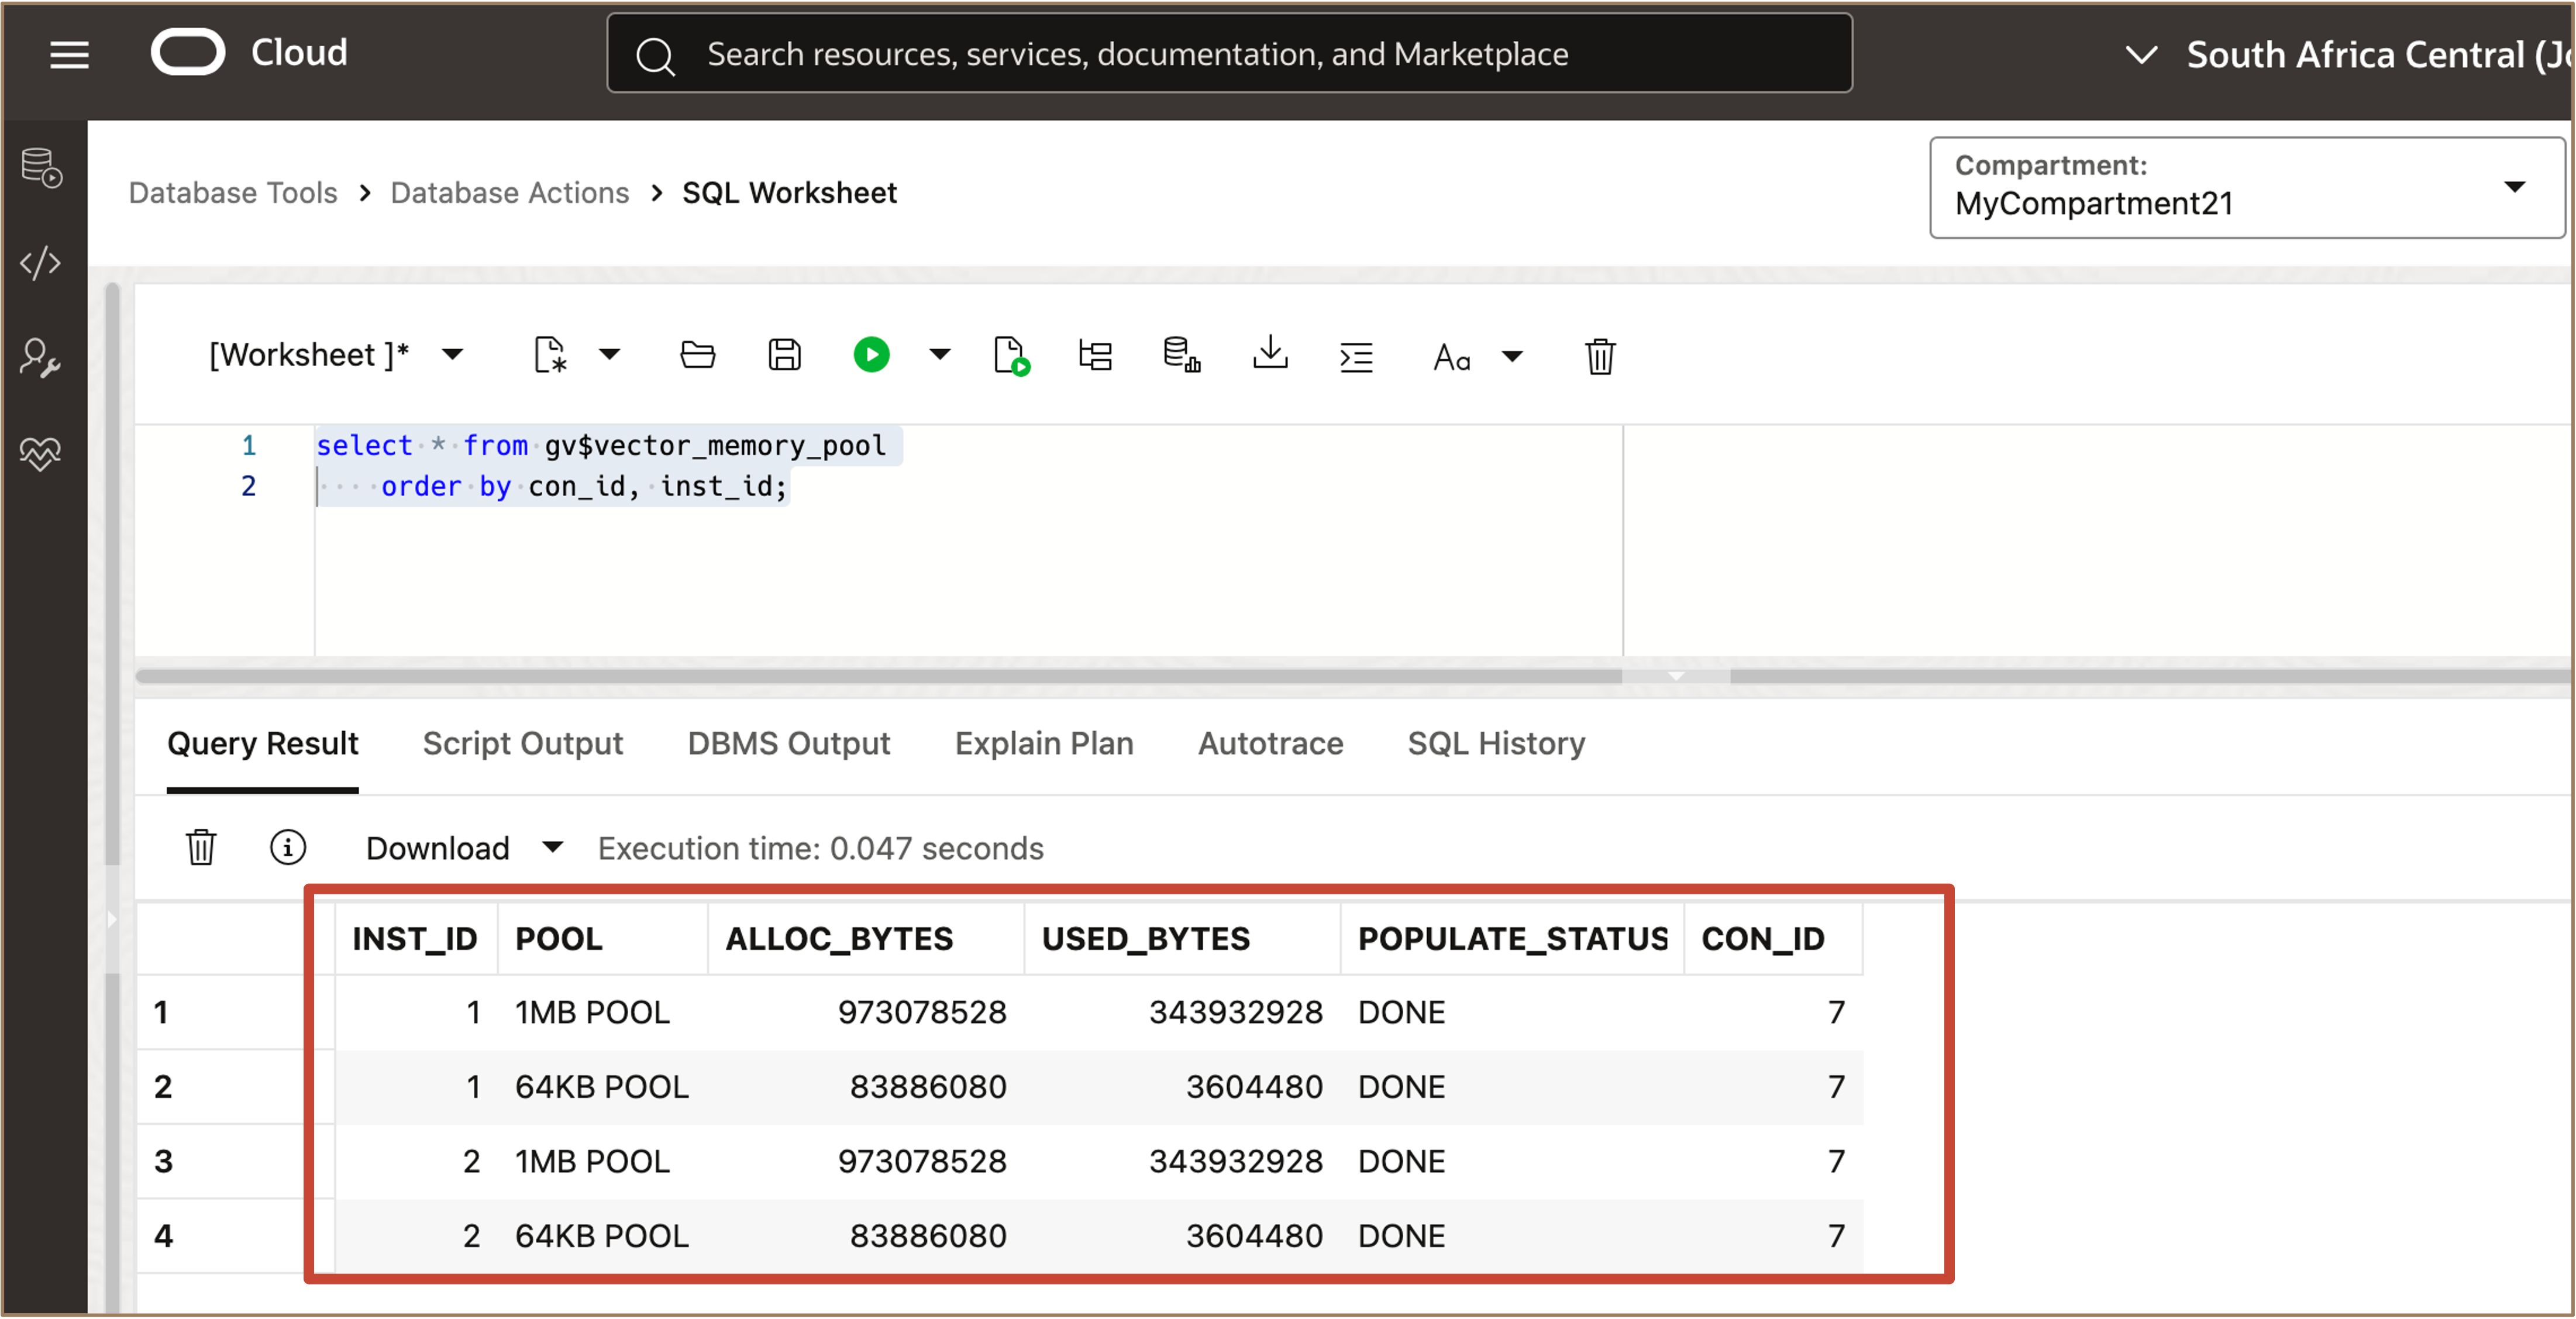 Cloud
Search resources, services, documentation, and Marketplace
South Africa Central (Jo
Database Tools > Database Actions > SQL Worksheet
Compartment:
MyCompartment21
[Worksheet ]*
Aa
1 select * from gv$vector_memory_pool
2 order by con_id, inst_id;
Query Result Script Output DBMS Output Explain Plan Autotrace SQL History
Download Execution time: 0.047 seconds
INST_ID POOL ALLOC_BYTES USED_BYTES POPULATE_STATUS CON_ID
1 1 1MB POOL 973078528 343932928 DONE 7
2 1 64KB POOL 83886080 3604480 DONE 7
3 2 1MB POOL 973078528 343932928 DONE 7
4 2 64KB POOL 83886080 3604480 DONE 7